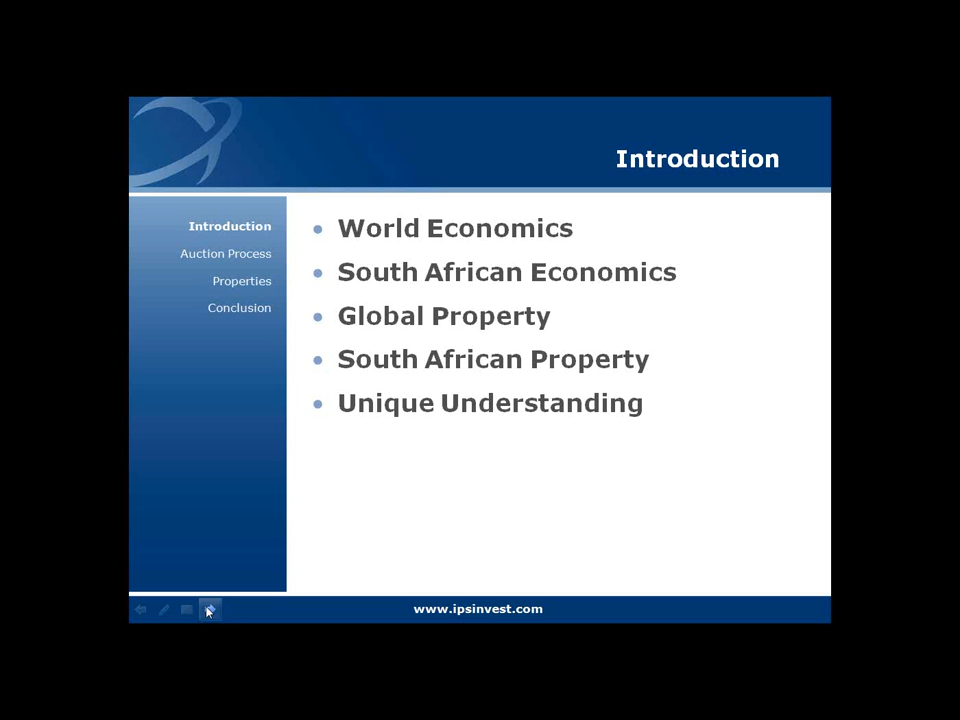 Introduction
Introduction
Auction Process
Properties
Conclusion
• World Economics
• South African Economics
• Global Property
• South African Property
• Unique Understanding
www.ipsinvest.com